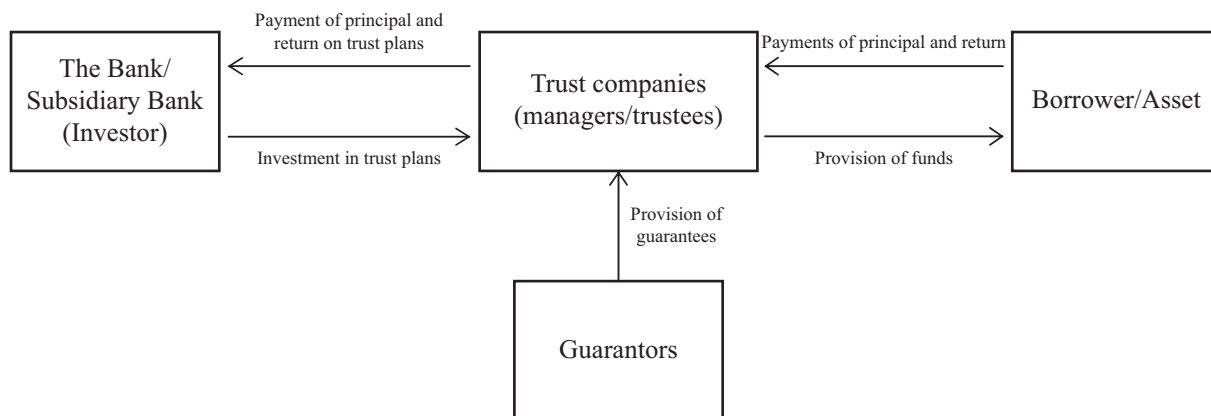 Payment of principal and
return on trust plans
Payments of principal and return
The Bank/
Subsidiary Bank
(Investor)
Trust companies
(managers/trustees)
Borrower/Asset
Investment in trust plans
Provision of funds
Provision of
guarantees
Guarantors